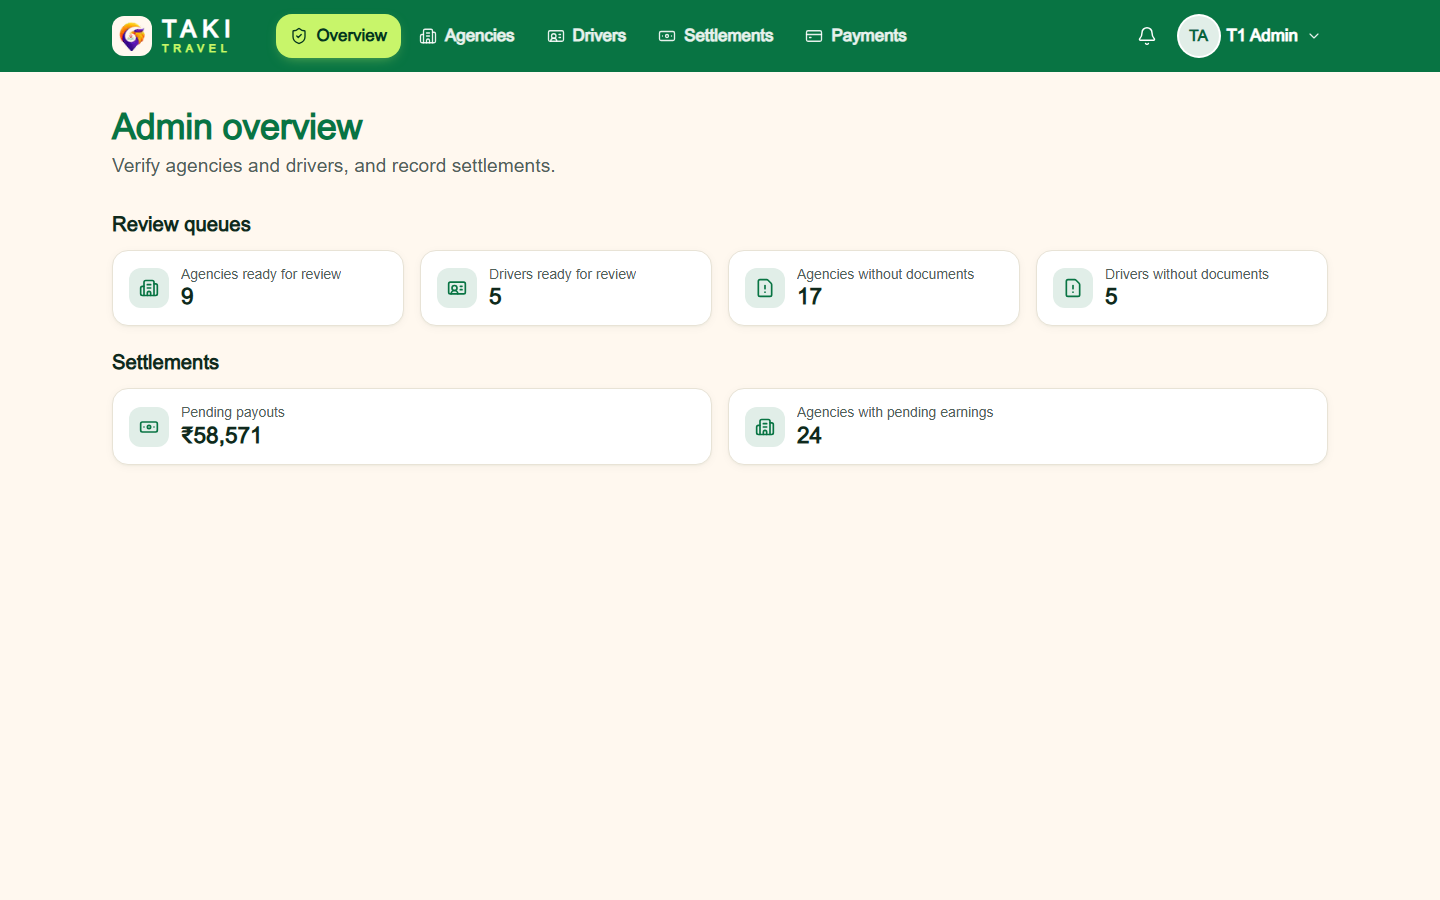 TAKI
TRAVEL
Overview
Agencies
Drivers
Settlements
Payments
TA
T1 Admin
Admin overview
Verify agencies and drivers, and record settlements.
Review queues
Agencies ready for review
9
Drivers ready for review
5
Agencies without documents
17
Drivers without documents
5
Settlements
Pending payouts
₹58,571
Agencies with pending earnings
24